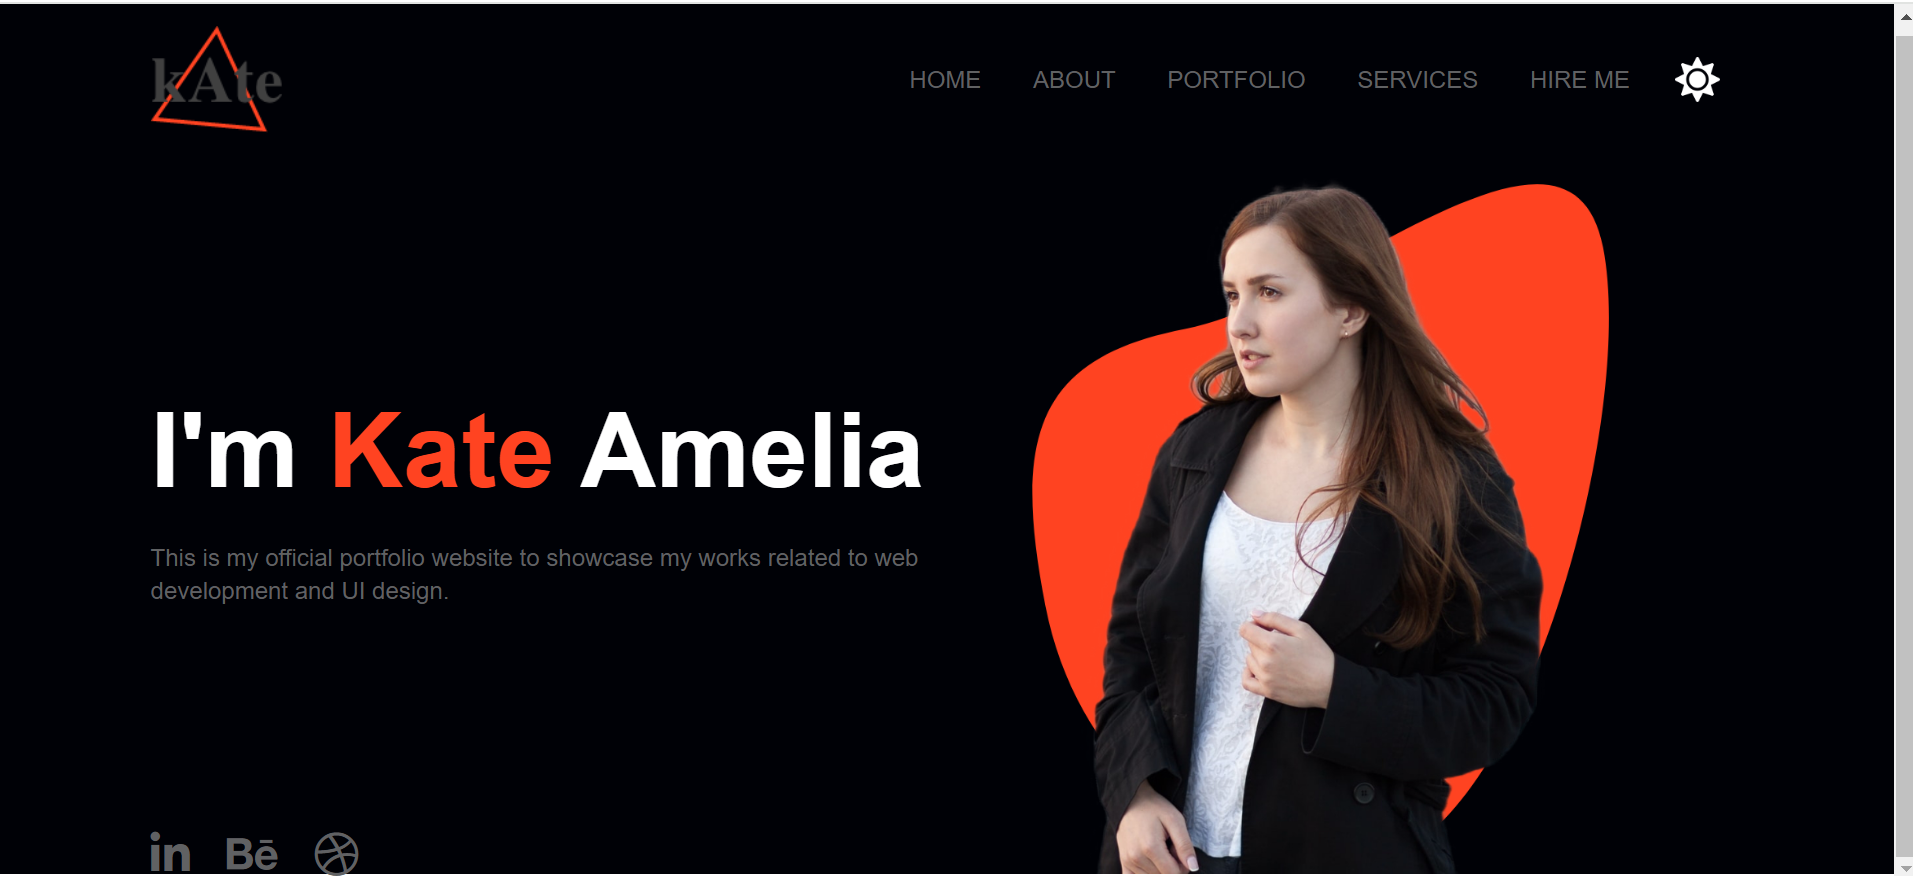 kAte
HOME ABOUT PORTFOLIO SERVICES HIRE ME
I'm Kate Amelia
This is my official portfolio website to showcase my works related to web
development and UI design.
in Bē